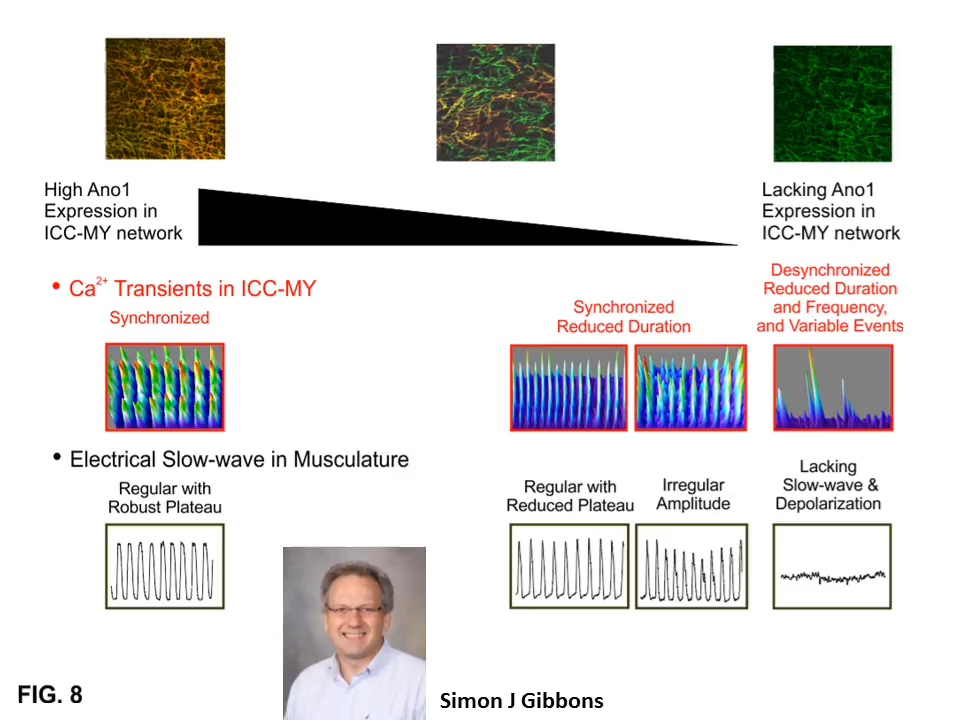 High Ano1
Expression in
ICC-MY network
Lacking Ano1
Expression in
ICC-MY network
• Ca²⁺ Transients in ICC-MY
Synchronized
Synchronized
Reduced Duration
Desynchronized
Reduced Duration
and Frequency,
and Variable Events
• Electrical Slow-wave in Musculature
Regular with
Robust Plateau
Regular with
Reduced Plateau
Irregular
Amplitude
Lacking
Slow-wave &
Depolarization
FIG. 8
Simon J Gibbons